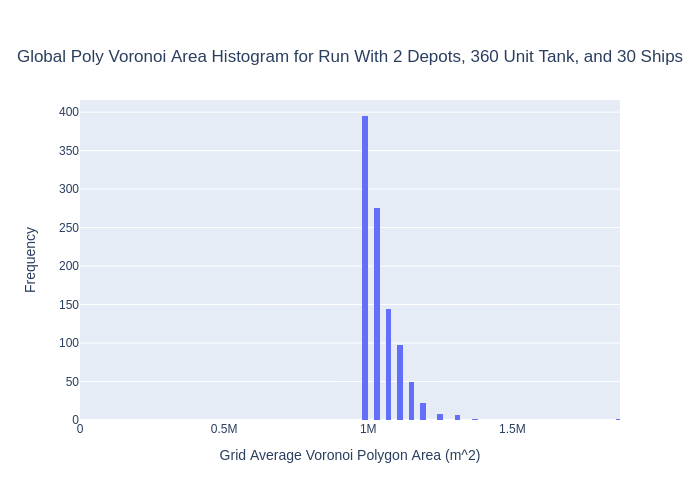 Global Poly Voronoi Area Histogram for Run With 2 Depots, 360 Unit Tank, and 30 Ships
400
350
300
250
200
150
100
50
0
Frequency
0 0.5M 1M 1.5M
Grid Average Voronoi Polygon Area (m^2)